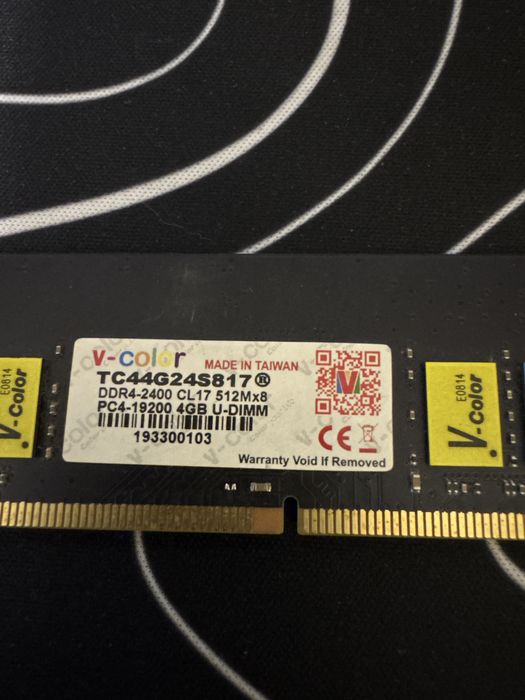 V-color
MADE IN TAIWAN
TC44G24S817®
DDR4-2400 CL17 512Mx8
PC4-19200 4GB U-DIMM
193300103
CE
Warranty Void If Removed
E0814
V-Color
E0814
V-Color